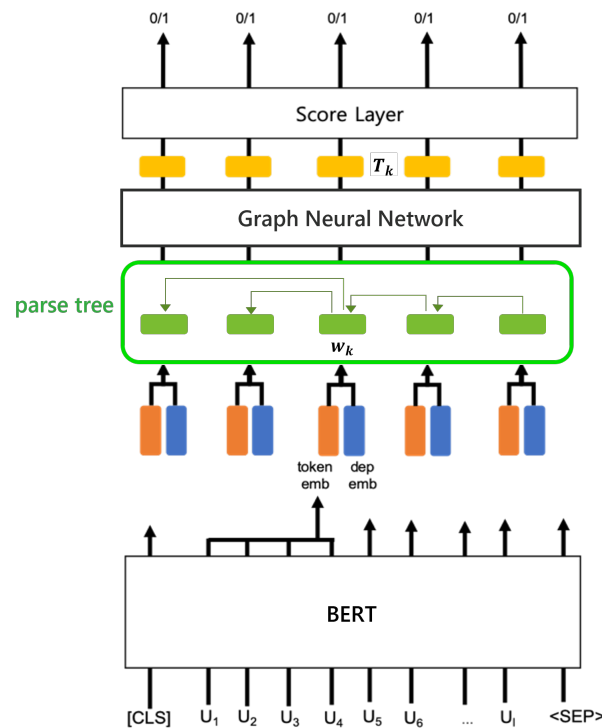 0/1 0/1 0/1 0/1 0/1
Score Layer
T_k
Graph Neural Network
parse tree
w_k
token emb
dep emb
BERT
[CLS] U_1 U_2 U_3 U_4 U_5 U_6 ... U_l <SEP>